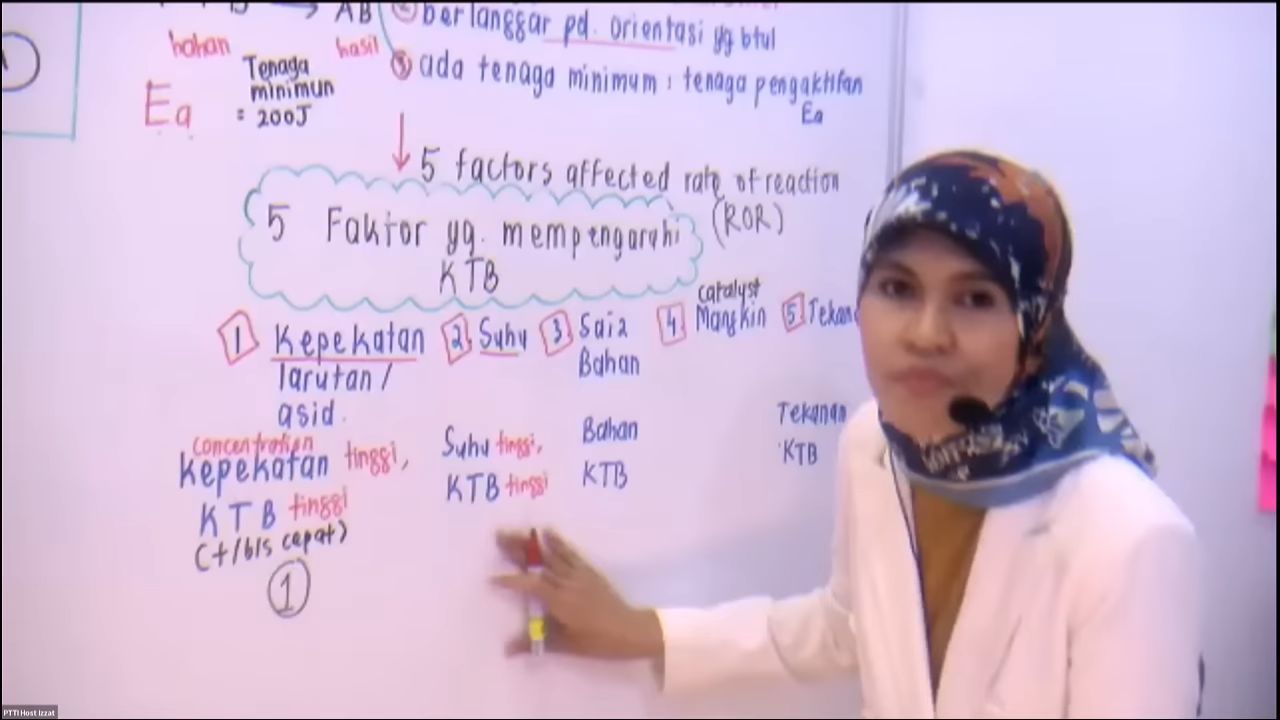 AB
② berlanggar pd. orientasi yg btul
bahan
hasil
③ ada tenaga minimum : tenaga pengaktifan
Ea
Ea
Tenaga
minimun
= 200J
5 factors affected rate of reaction
(ROR)
5 Faktor yg. mempengaruhi
KTB
1 Kepekatan
larutan /
asid.
2 Suhu
3 Saiz
Bahan
catalyst
4. Mangkin
5 Tekan
concentration
kepekatan tinggi,
KTB tinggi
(t/b/s cepat)
①
Suhu tinggi,
KTB tinggi
Bahan
KTB
Tekanan
KTB
PTTI Host Izzat